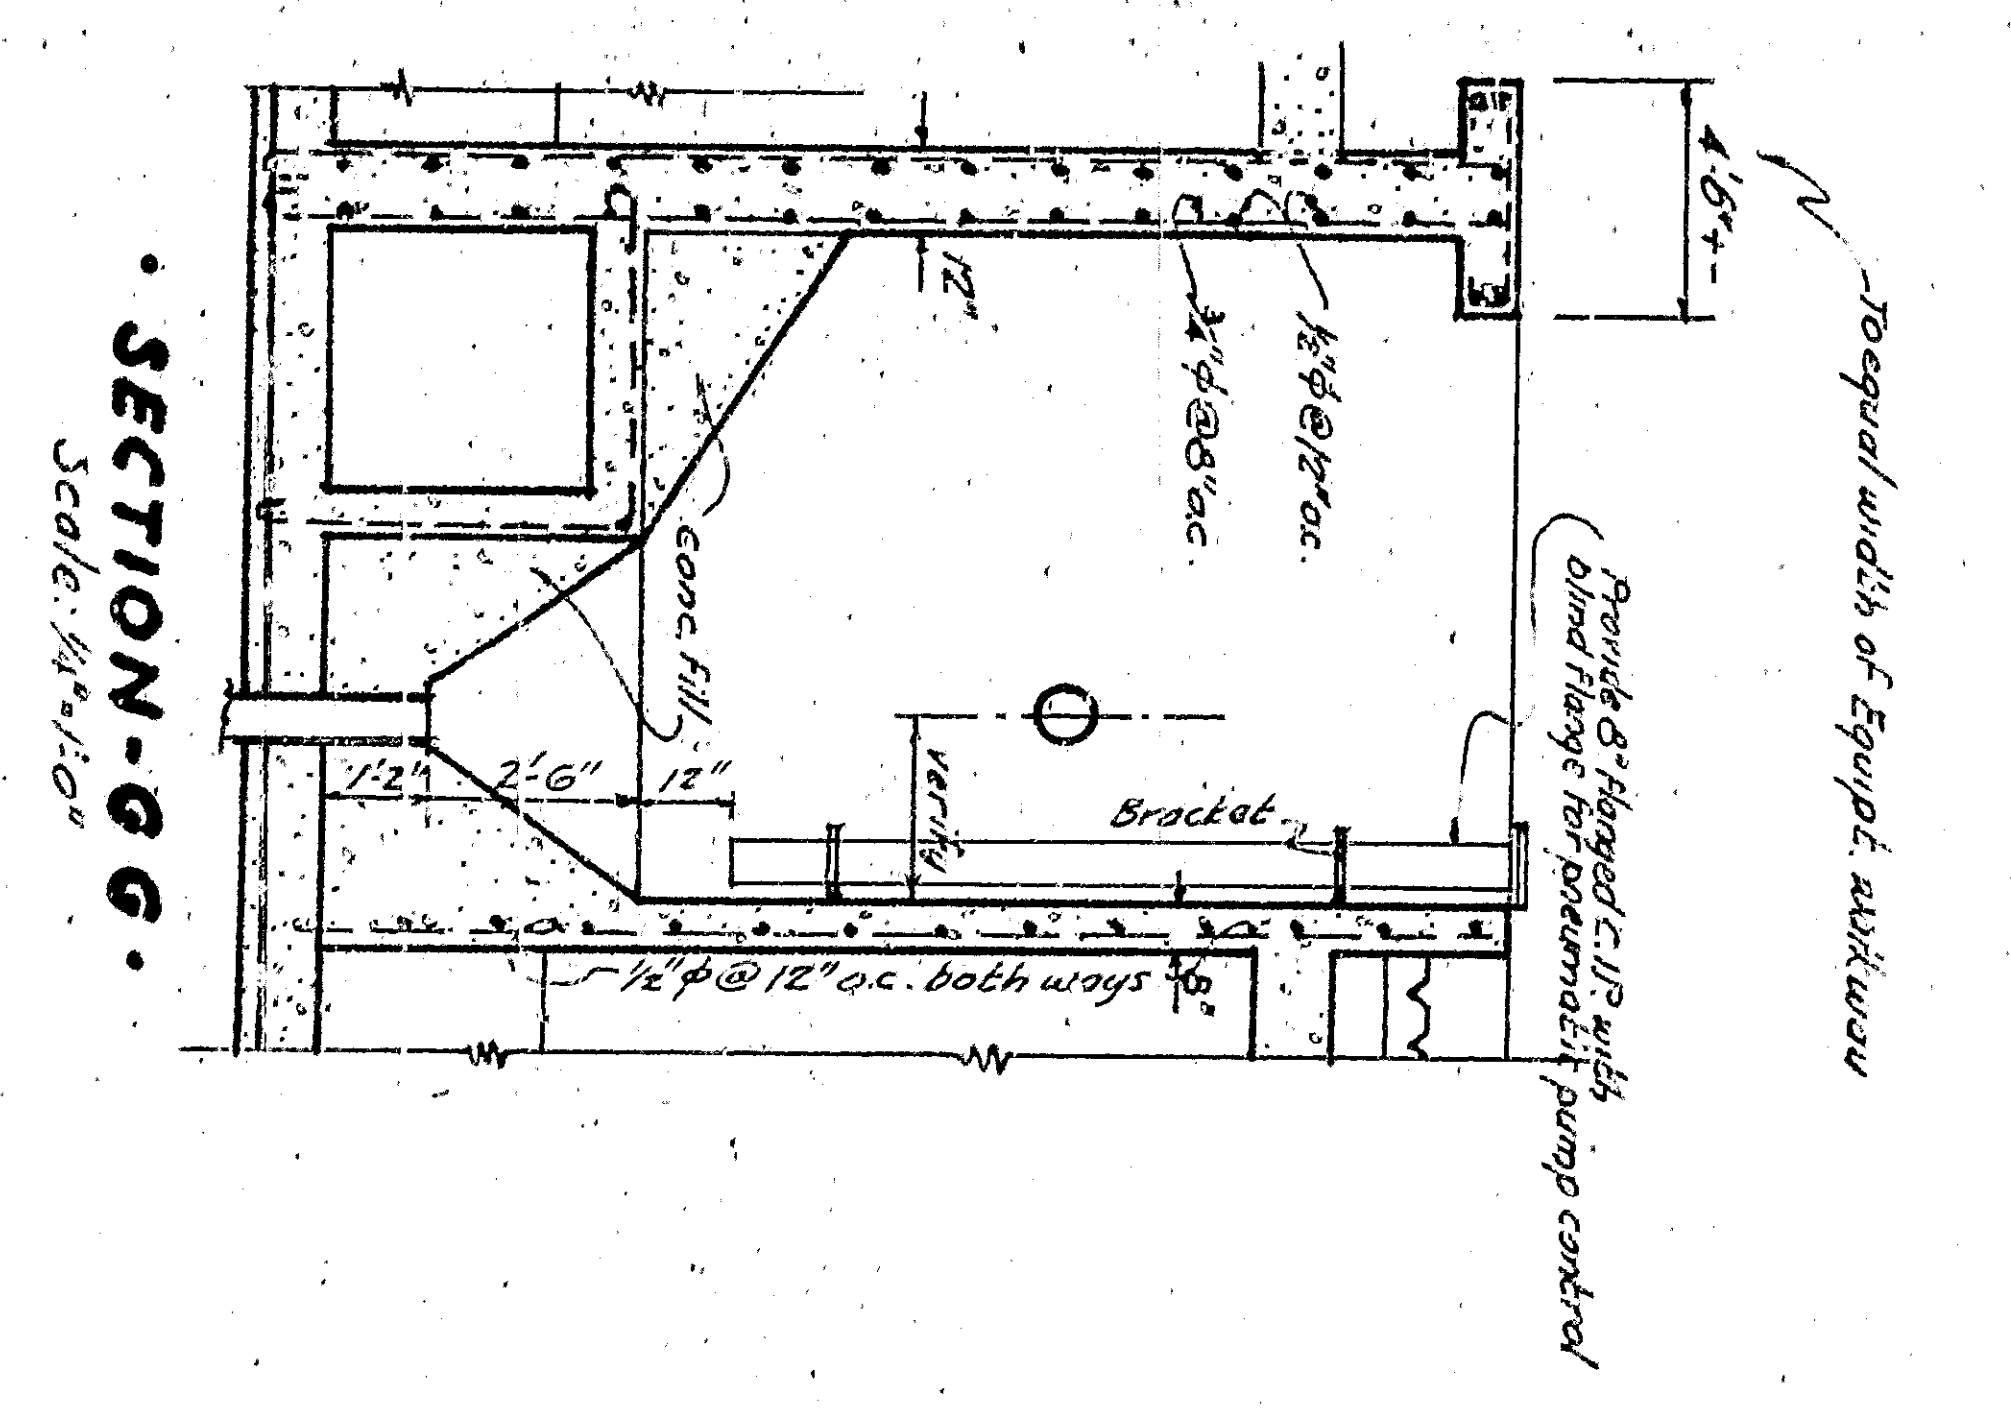 4'-6"+-
To equal width of Equipt. walkway
Provide 8" flanged C.I.P. with
blind flange for pneumatic pump control
12"
1/2"φ@12"o.c.
3/4"φ@8"o.c.
conc. fill
1'-2"
2'-6"
12"
verify
Bracket
1/2"φ@12"o.c. both ways
8"
• SECTION-GG •
Scale: 1/4"=1'-0"